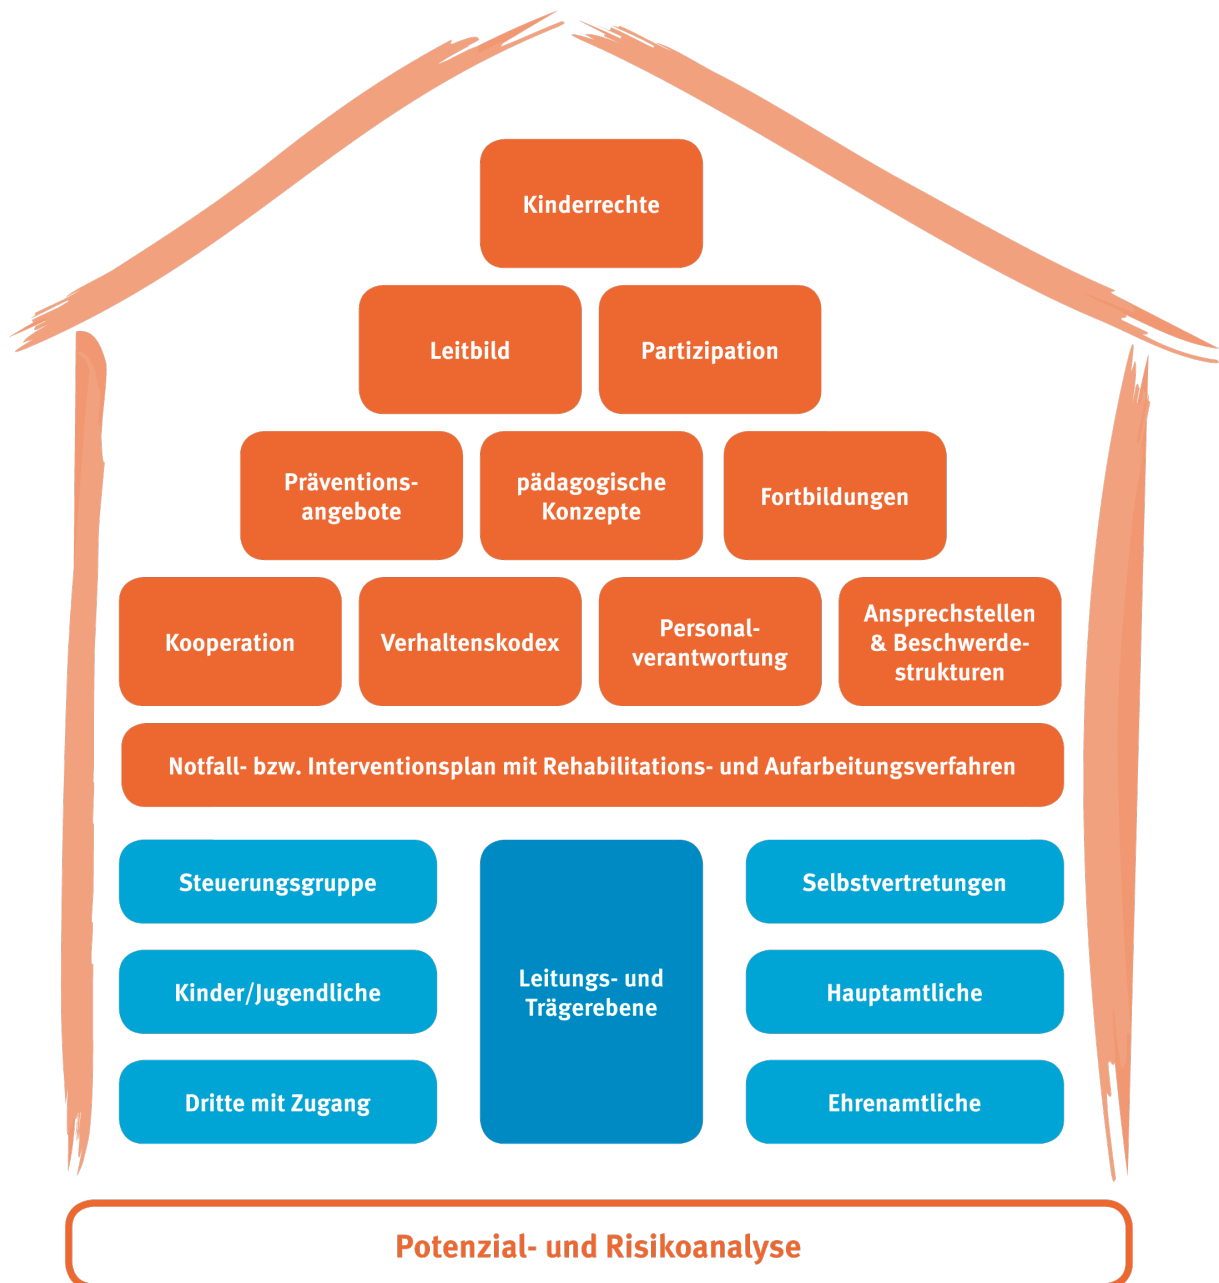 Kinderrechte
Leitbild
Partizipation
Präventions-
angebote
pädagogische
Konzepte
Fortbildungen
Kooperation
Verhaltenskodex
Personal-
verantwortung
Ansprechstellen
& Beschwerde-
strukturen
Notfall- bzw. Interventionsplan mit Rehabilitations- und Aufarbeitungsverfahren
Steuerungsgruppe
Kinder/Jugendliche
Dritte mit Zugang
Leitungs- und
Trägerebene
Selbstvertretungen
Hauptamtliche
Ehrenamtliche
Potenzial- und Risikoanalyse